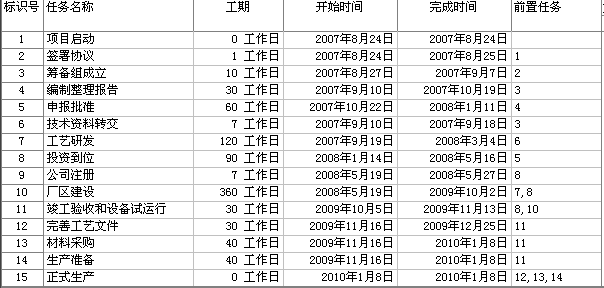 标识号 任务名称 工期 开始时间 完成时间 前置任务
1 项目启动 0 工作日 2007年8月24日 2007年8月24日
2 签署协议 1 工作日 2007年8月24日 2007年8月25日 1
3 筹备组成立 10 工作日 2007年8月27日 2007年9月7日 2
4 编制整理报告 30 工作日 2007年9月10日 2007年10月19日 3
5 申报批准 60 工作日 2007年10月22日 2008年1月11日 4
6 技术资料转交 7 工作日 2007年9月10日 2007年9月18日 3
7 工艺研发 120 工作日 2007年9月19日 2008年3月4日 6
8 投资到位 90 工作日 2008年1月14日 2008年5月16日 5
9 公司注册 7 工作日 2008年5月19日 2008年5月27日 8
10 厂区建设 360 工作日 2008年5月19日 2009年10月2日 7,8
11 竣工验收和设备试运行 30 工作日 2009年10月5日 2009年11月13日 8,10
12 完善工艺文件 30 工作日 2009年11月16日 2009年12月25日 11
13 材料采购 40 工作日 2009年11月16日 2010年1月8日 11
14 生产准备 40 工作日 2009年11月16日 2010年1月8日 11
15 正式生产 0 工作日 2010年1月8日 2010年1月8日 12,13,14